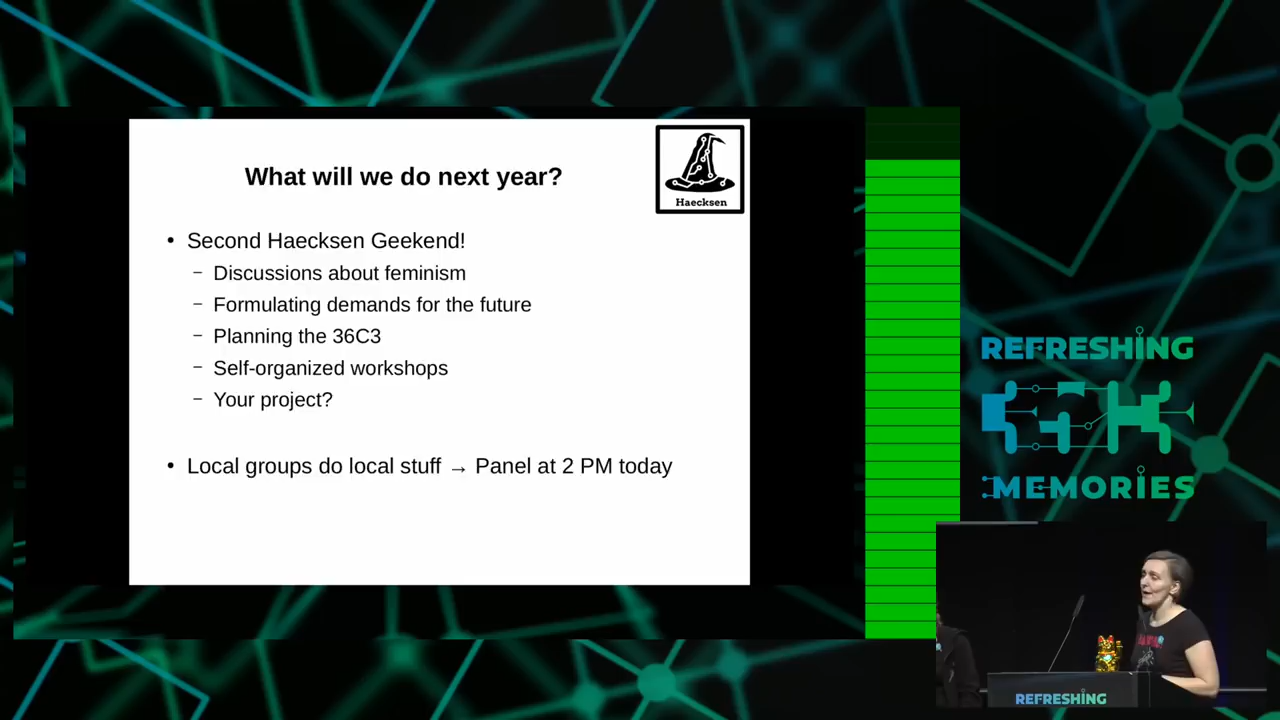 What will we do next year?
Haecksen
• Second Haecksen Geekend!
– Discussions about feminism
– Formulating demands for the future
– Planning the 36C3
– Self-organized workshops
– Your project?
• Local groups do local stuff → Panel at 2 PM today
REFRESHING
MEMORIES
REFRESHING